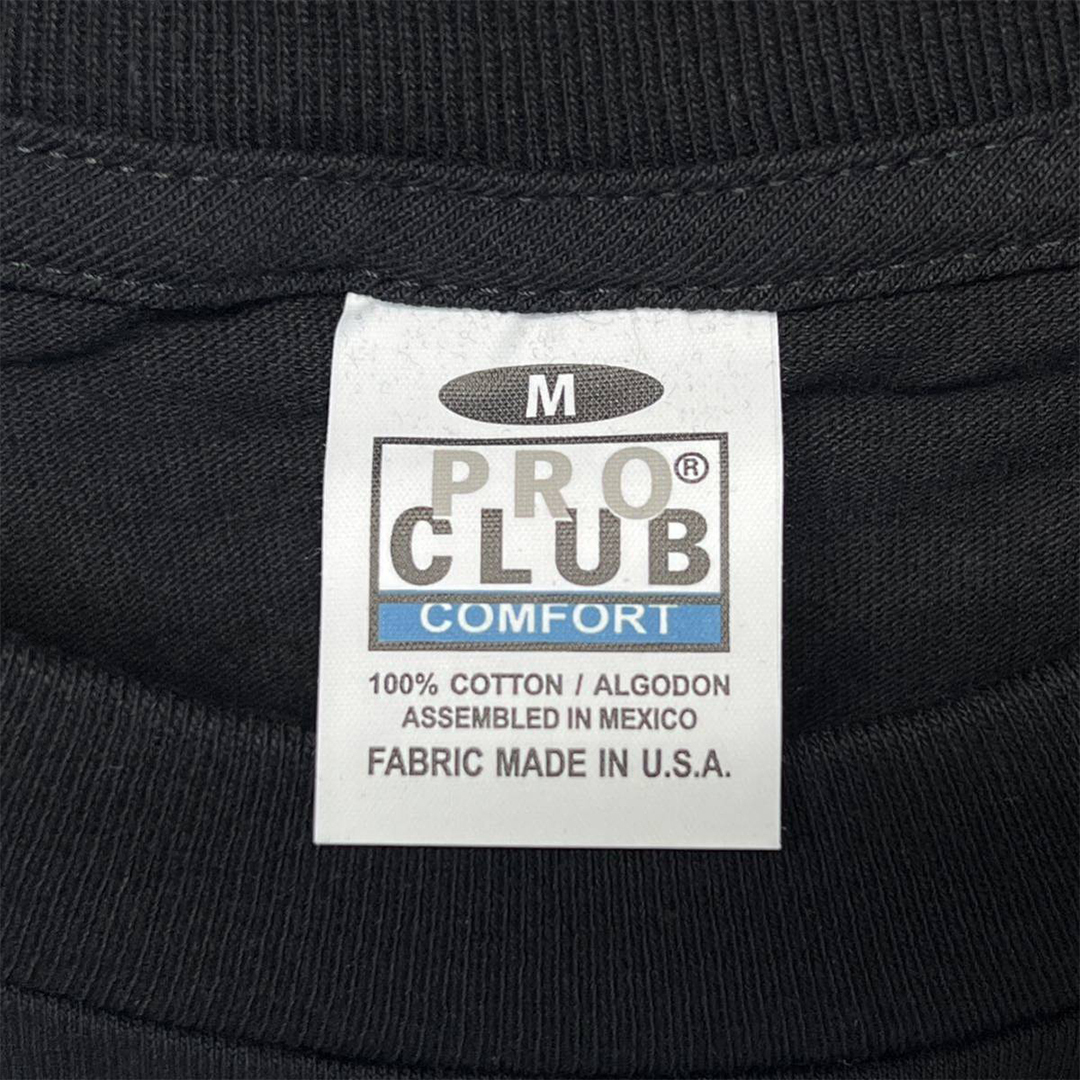 M
PRO®
CLUB
COMFORT
100% COTTON / ALGODON
ASSEMBLED IN MEXICO
FABRIC MADE IN U.S.A.